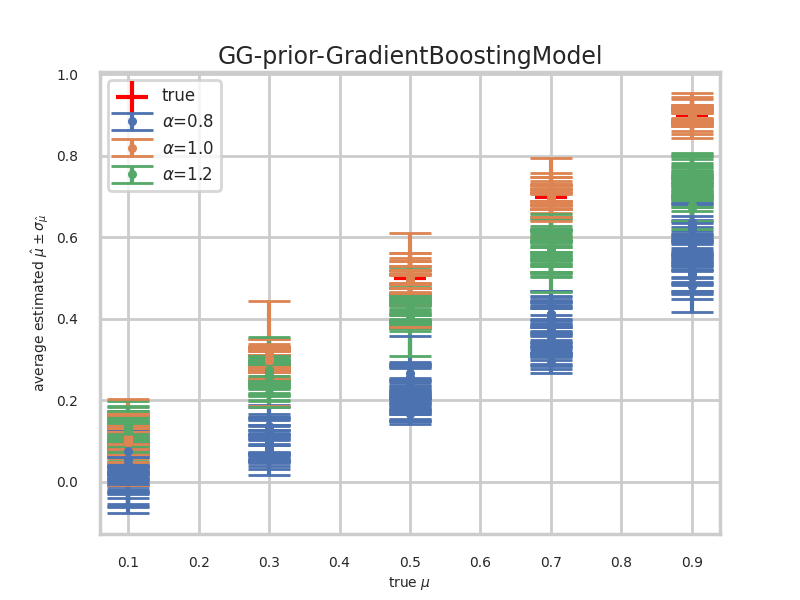 GG-prior-GradientBoostingModel
true
α=0.8
α=1.0
α=1.2
average estimated μ̂ ± σ_μ̂
1.0
0.8
0.6
0.4
0.2
0.0
0.1 0.2 0.3 0.4 0.5 0.6 0.7 0.8 0.9
true μ